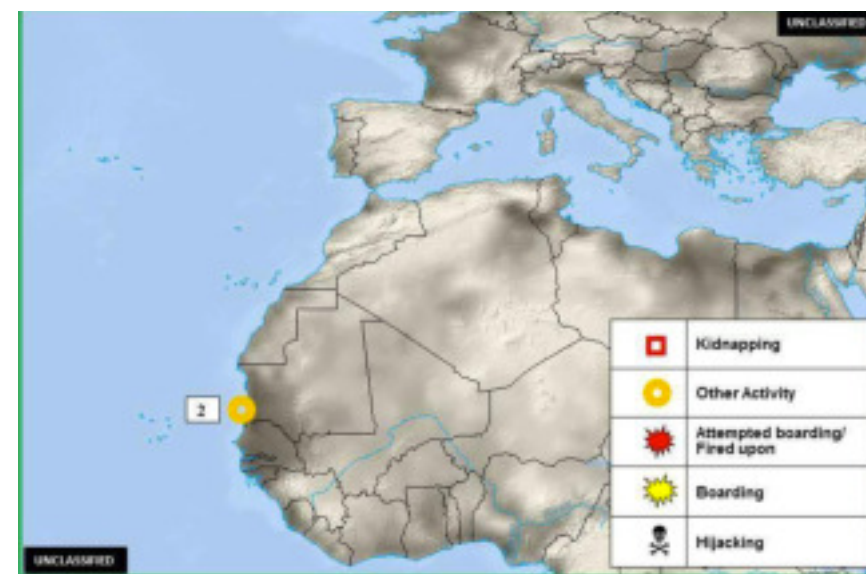 UNCLASSIFIED
2
Kidnapping
Other Activity
Attempted boarding/
Fired upon
Boarding
Hijacking
UNCLASSIFIED